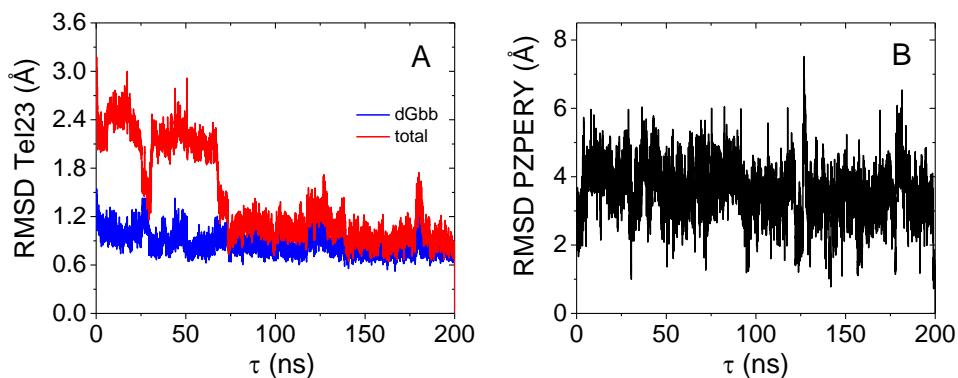 RMSD Tel23 (Å)
3.6
3.0
2.4
1.8
1.2
0.6
0.0
A
dGbb
total
0 50 100 150 200
τ (ns)
RMSD PZPERY (Å)
8
6
4
2
0
B
0 50 100 150 200
τ (ns)